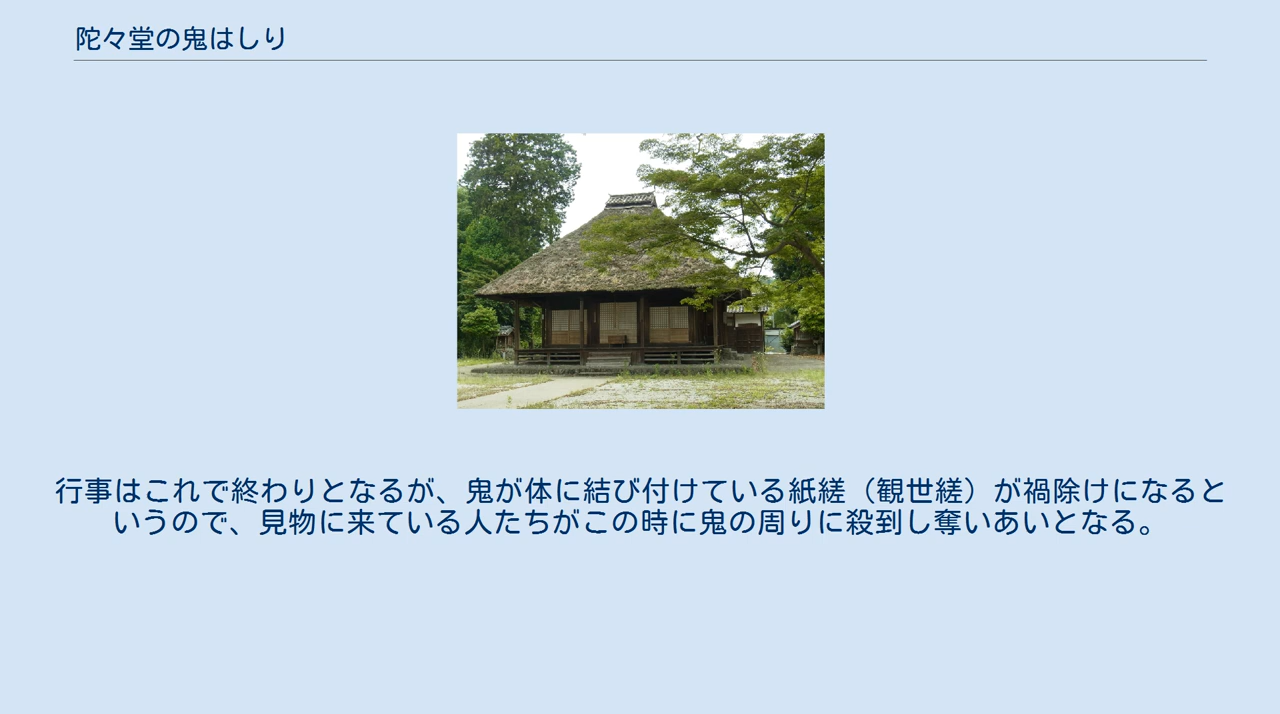 陀々堂の鬼はしり
行事はこれで終わりとなるが、鬼が体に結び付けている紙縒（観世縒）が禍除けになると
いうので、見物に来ている人たちがこの時に鬼の周りに殺到し奪いあいとなる。